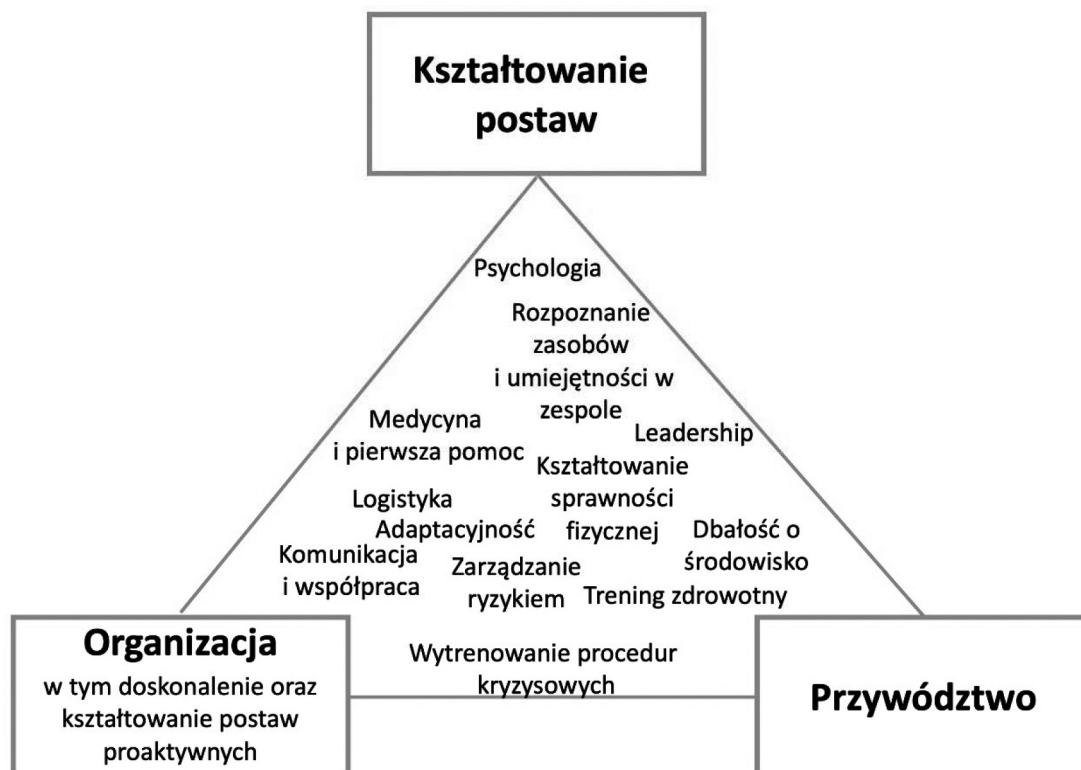 Kształtowanie
postaw
Psychologia
Rozpoznanie
zasobów
i umiejętności w
zespole
Medycyna
i pierwsza pomoc
Leadership
Kształtowanie
sprawności
fizycznej
Logistyka
Adaptacyjność
Dbałość o
środowisko
Komunikacja
i współpraca
Zarządzanie
ryzykiem
Trening zdrowotny
Wytrenowanie procedur
kryzysowych
Organizacja
w tym doskonalenie oraz
kształtowanie postaw
proaktywnych
Przywództwo